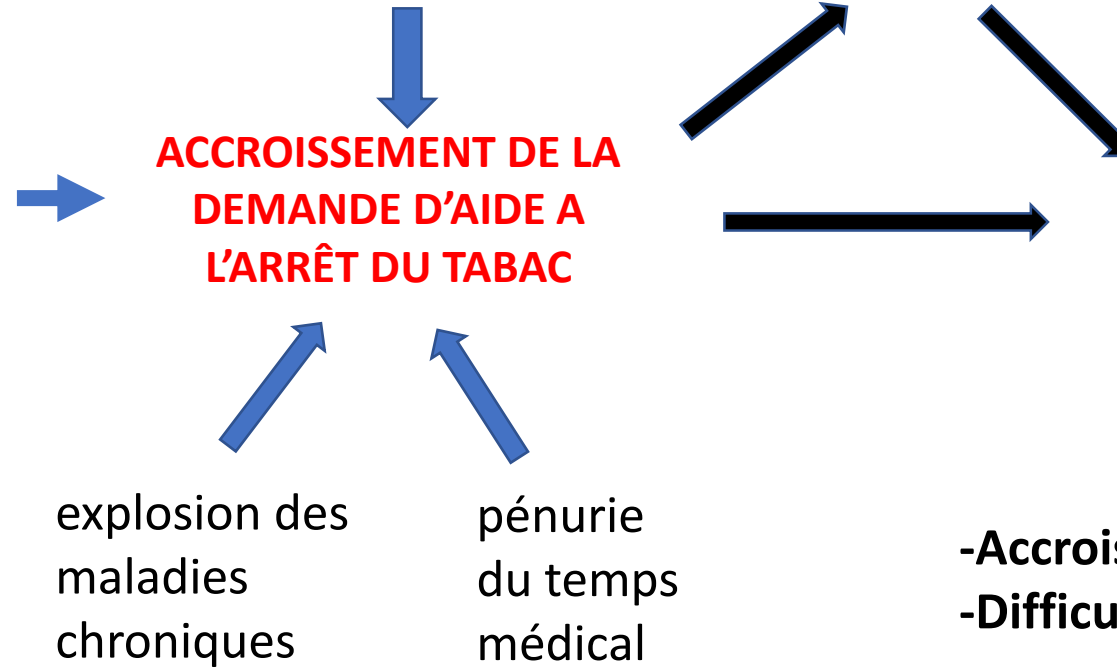 ACCROISSEMENT DE LA
DEMANDE D’AIDE A
L’ARRÊT DU TABAC
explosion des
maladies
chroniques
pénurie
du temps
médical